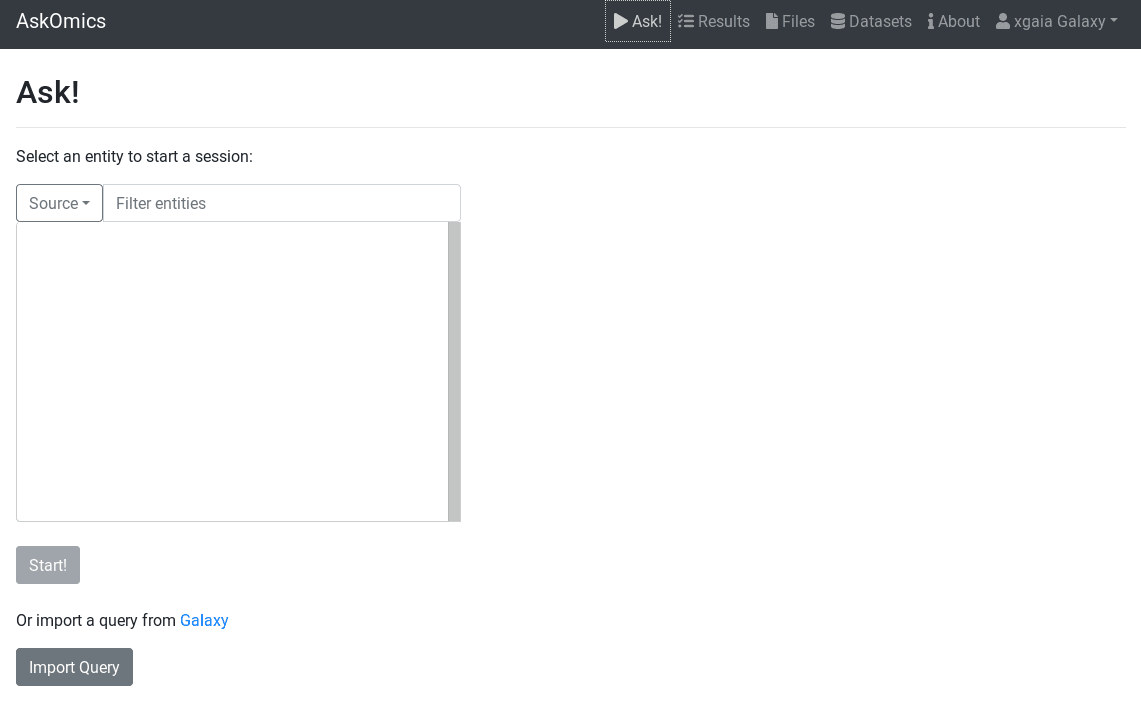 AskOmics Ask! Results Files Datasets About xgaia Galaxy
Ask!
Select an entity to start a session:
Source Filter entities
Start!
Or import a query from Galaxy
Import Query